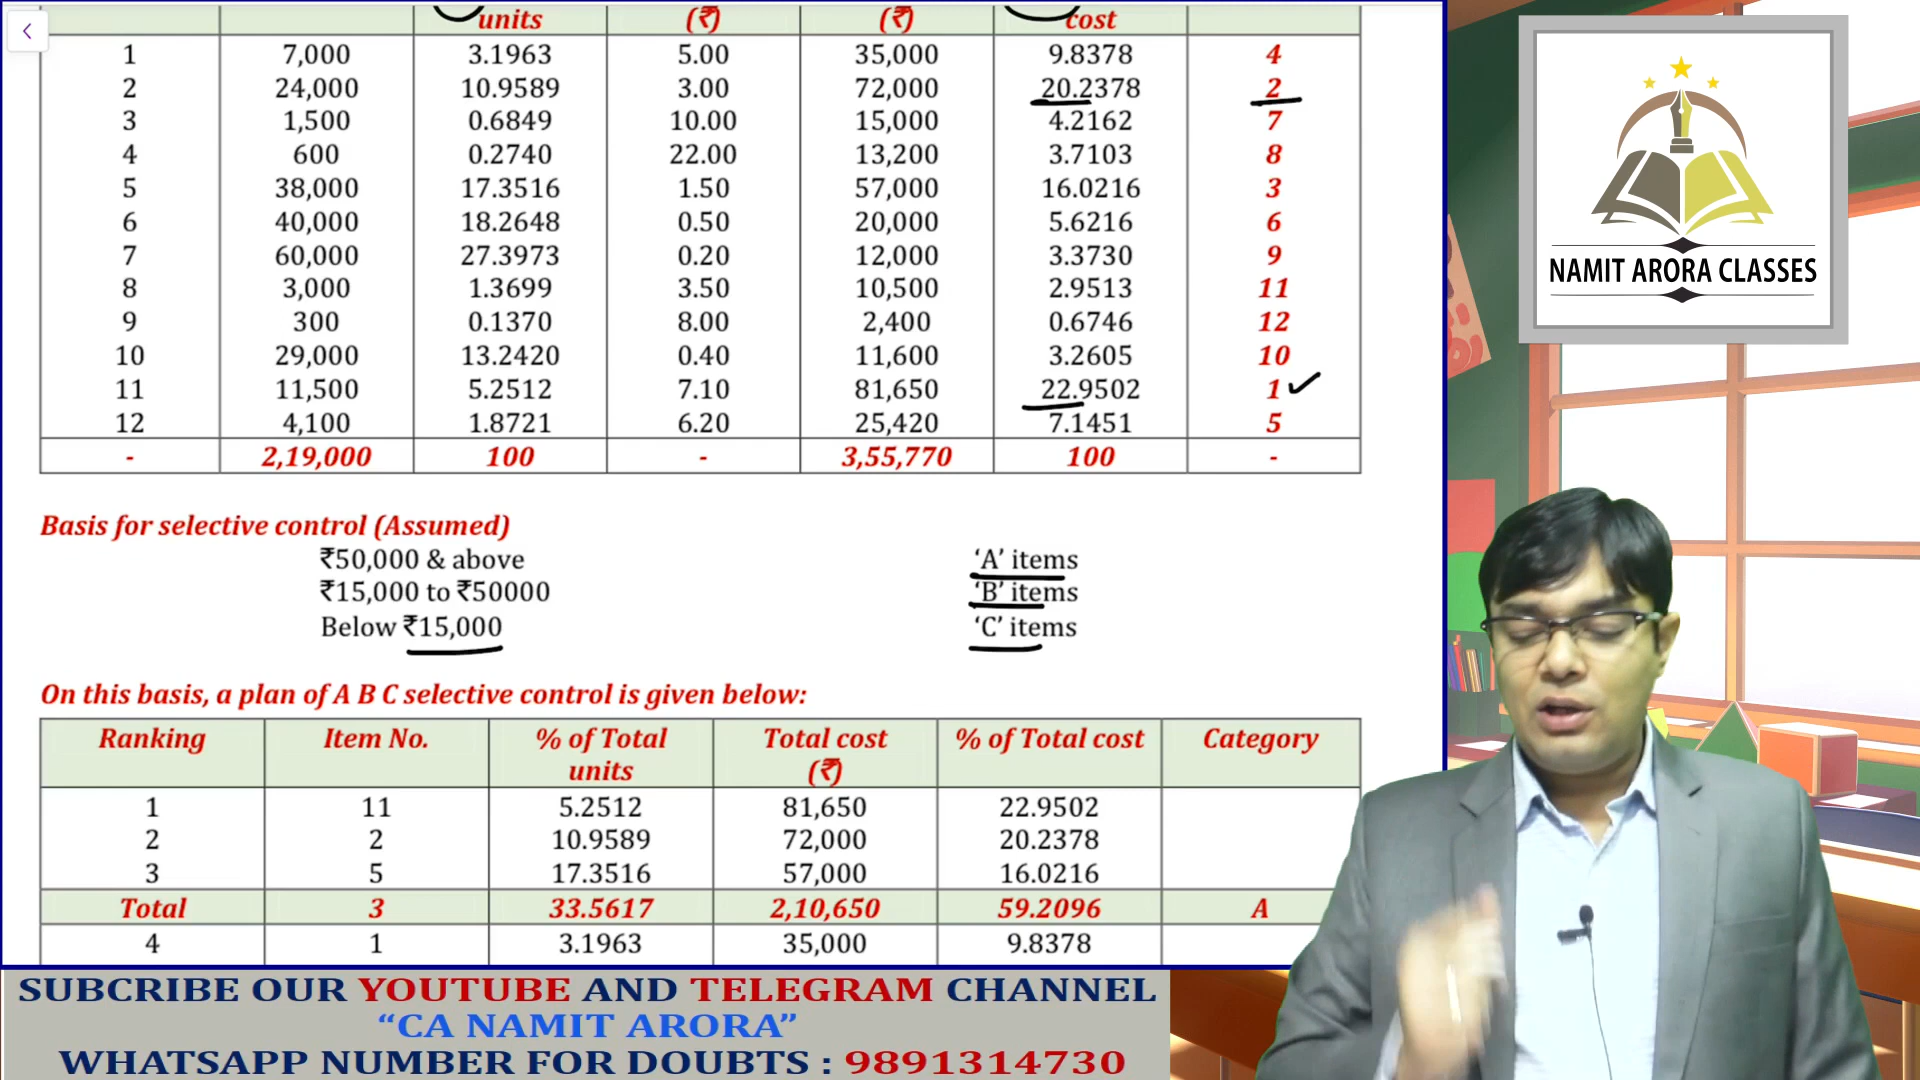 units (₹) (₹) cost
1 7,000 3.1963 5.00 35,000 9.8378 4
2 24,000 10.9589 3.00 72,000 20.2378 2
3 1,500 0.6849 10.00 15,000 4.2162 7
4 600 0.2740 22.00 13,200 3.7103 8
5 38,000 17.3516 1.50 57,000 16.0216 3
6 40,000 18.2648 0.50 20,000 5.6216 6
7 60,000 27.3973 0.20 12,000 3.3730 9
8 3,000 1.3699 3.50 10,500 2.9513 11
9 300 0.1370 8.00 2,400 0.6746 12
10 29,000 13.2420 0.40 11,600 3.2605 10
11 11,500 5.2512 7.10 81,650 22.9502 1
12 4,100 1.8721 6.20 25,420 7.1451 5
- 2,19,000 100 - 3,55,770 100 -
Basis for selective control (Assumed)
₹50,000 & above ‘A’ items
₹15,000 to ₹50000 ‘B’ items
Below ₹15,000 ‘C’ items
On this basis, a plan of A B C selective control is given below:
Ranking Item No. % of Total units Total cost (₹) % of Total cost Category
1 11 5.2512 81,650 22.9502
2 2 10.9589 72,000 20.2378
3 5 17.3516 57,000 16.0216
Total 3 33.5617 2,10,650 59.2096 A
4 1 3.1963 35,000 9.8378
NAMIT ARORA CLASSES
SUBCRIBE OUR YOUTUBE AND TELEGRAM CHANNEL
“CA NAMIT ARORA”
WHATSAPP NUMBER FOR DOUBTS : 9891314730